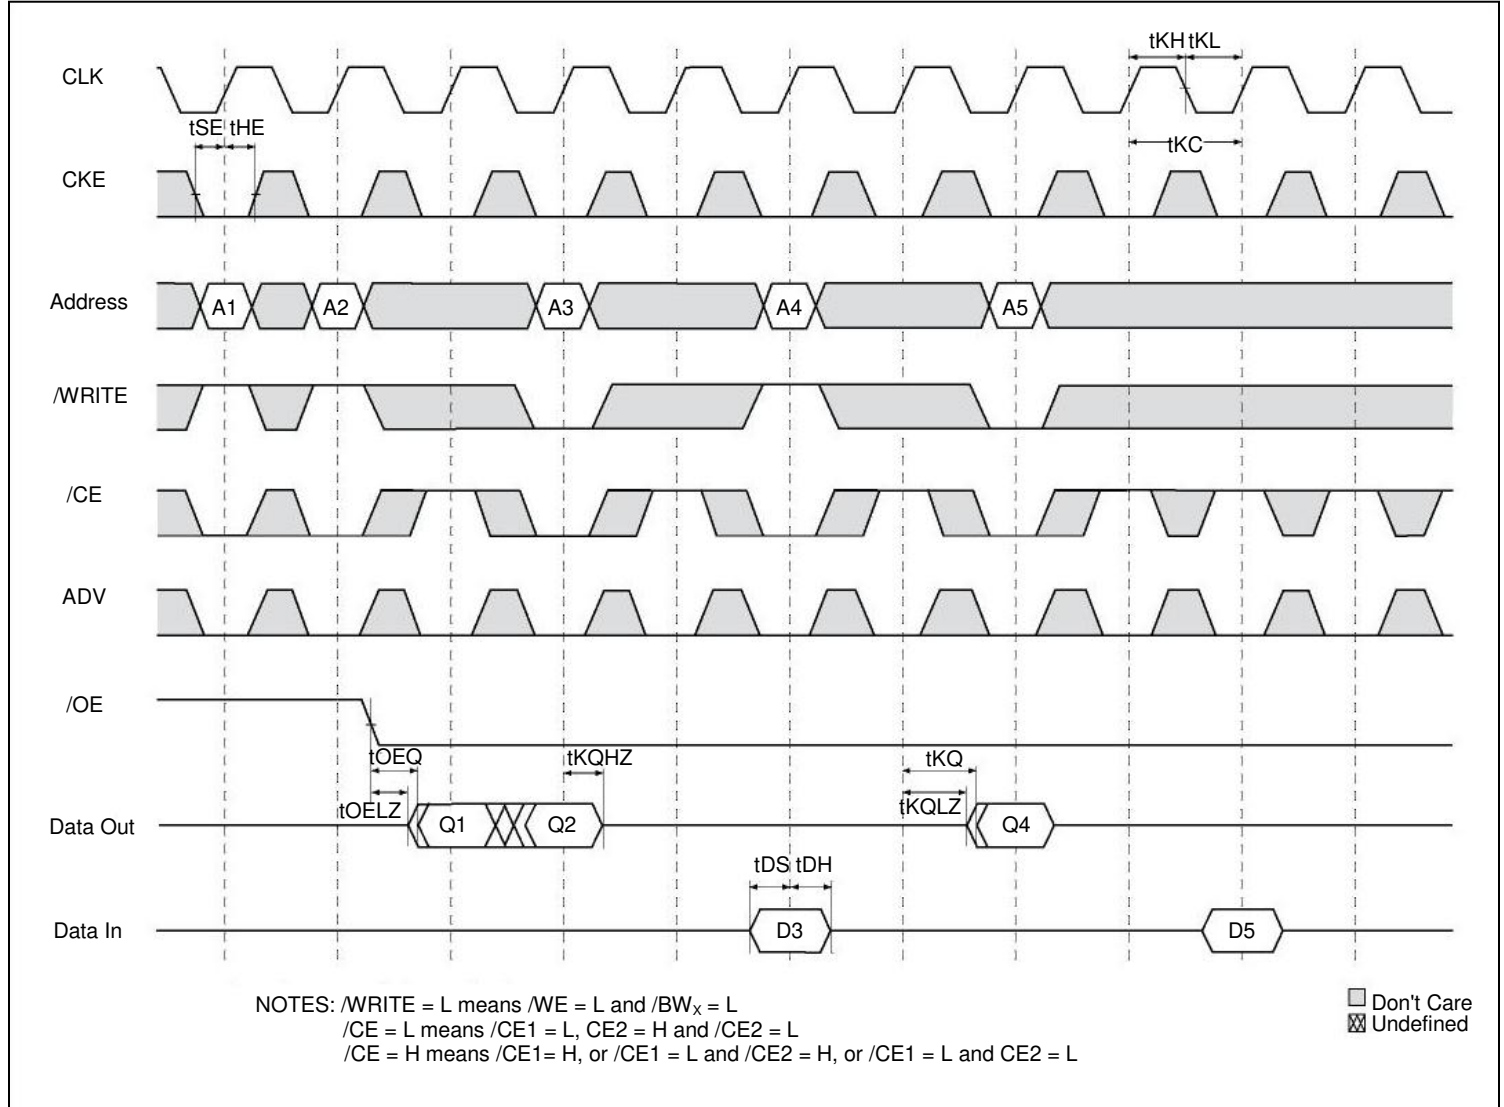 tKH tKL
CLK
tSE tHE
tKC
CKE
Address A1 A2 A3 A4 A5
/WRITE
/CE
ADV
/OE
tOEQ tKQHZ tKQ
tOELZ tKQLZ
Data Out Q1 Q2 Q4
tDS tDH
Data In D3 D5
NOTES: /WRITE = L means /WE = L and /BWx = L
/CE = L means /CE1 = L, CE2 = H and /CE2 = L
/CE = H means /CE1= H, or /CE1 = L and /CE2 = H, or /CE1 = L and CE2 = L
Don't Care
Undefined